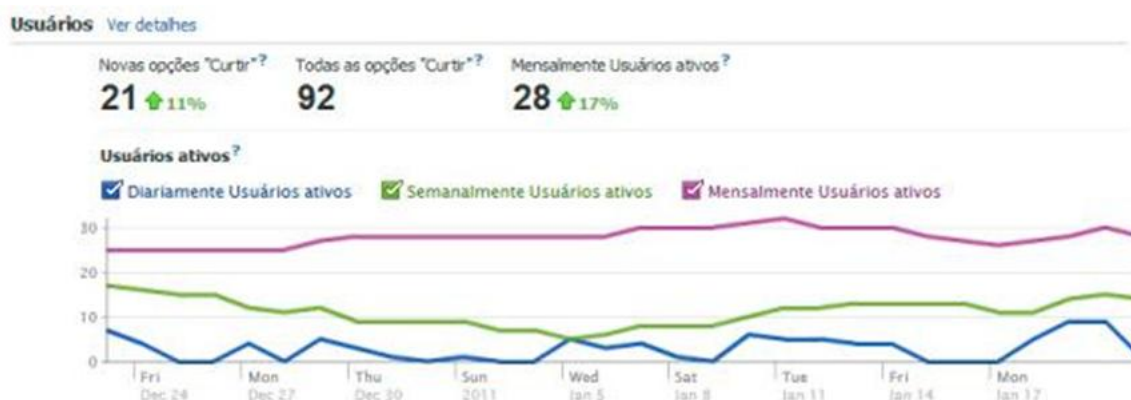 Usuários Ver detalhes
Novas opções "Curtir"? Todas as opções "Curtir"? Mensalmente Usuários ativos?
21 11% 92 28 17%
Usuários ativos?
Diariamente Usuários ativos Semanalmente Usuários ativos Mensalmente Usuários ativos
30
20
10
0
Fri Mon Thu Sun Wed Sat Tue Fri Mon
Dec 24 Dec 27 Dec 30 2011 Jan 5 Jan 8 Jan 11 Jan 14 Jan 17